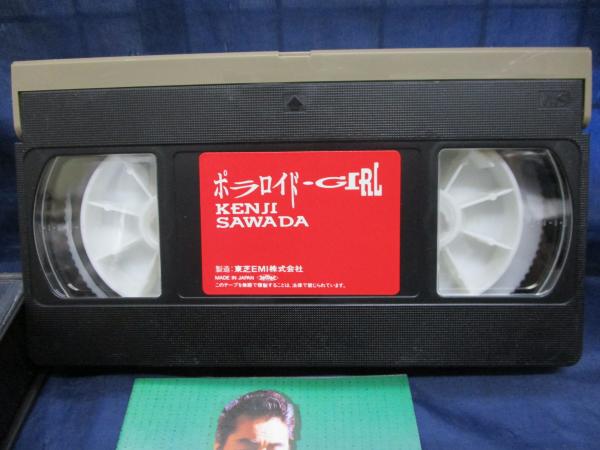 VHS
ポラロイド-GIRL
KENJI
SAWADA
製造:東芝EMI株式会社
MADE IN JAPAN
このテープを無断で複製することは、法律で禁じられています。